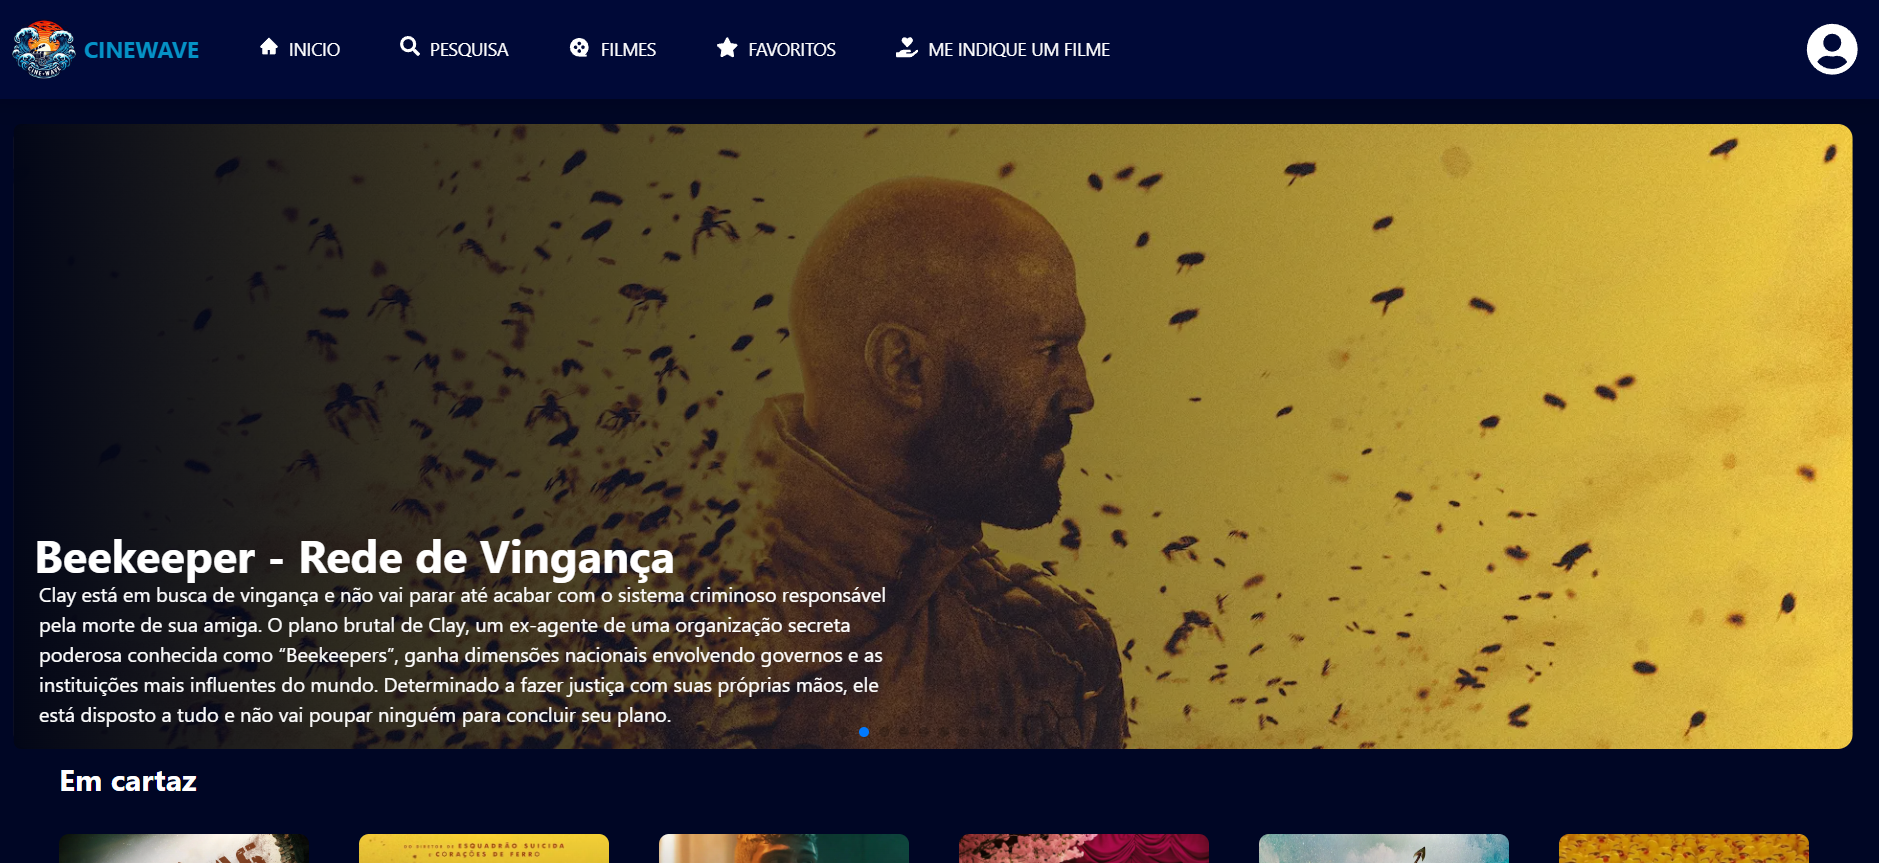 CINE-WAVE
CINEWAVE
INICIO
PESQUISA
FILMES
FAVORITOS
ME INDIQUE UM FILME
Beekeeper - Rede de Vingança
Clay está em busca de vingança e não vai parar até acabar com o sistema criminoso responsável
pela morte de sua amiga. O plano brutal de Clay, um ex-agente de uma organização secreta
poderosa conhecida como “Beekeepers”, ganha dimensões nacionais envolvendo governos e as
instituições mais influentes do mundo. Determinado a fazer justiça com suas próprias mãos, ele
está disposto a tudo e não vai poupar ninguém para concluir seu plano.
Em cartaz
DO DIRETOR DE ESQUADRÃO SUICIDA
E CORAÇÕES DE FERRO